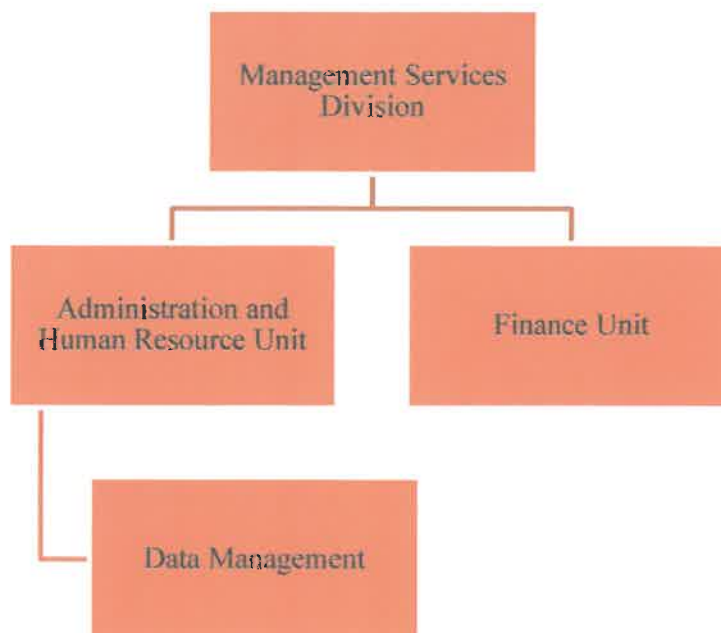 Management Services
Division
Administration and
Human Resource Unit
Finance Unit
Data Management